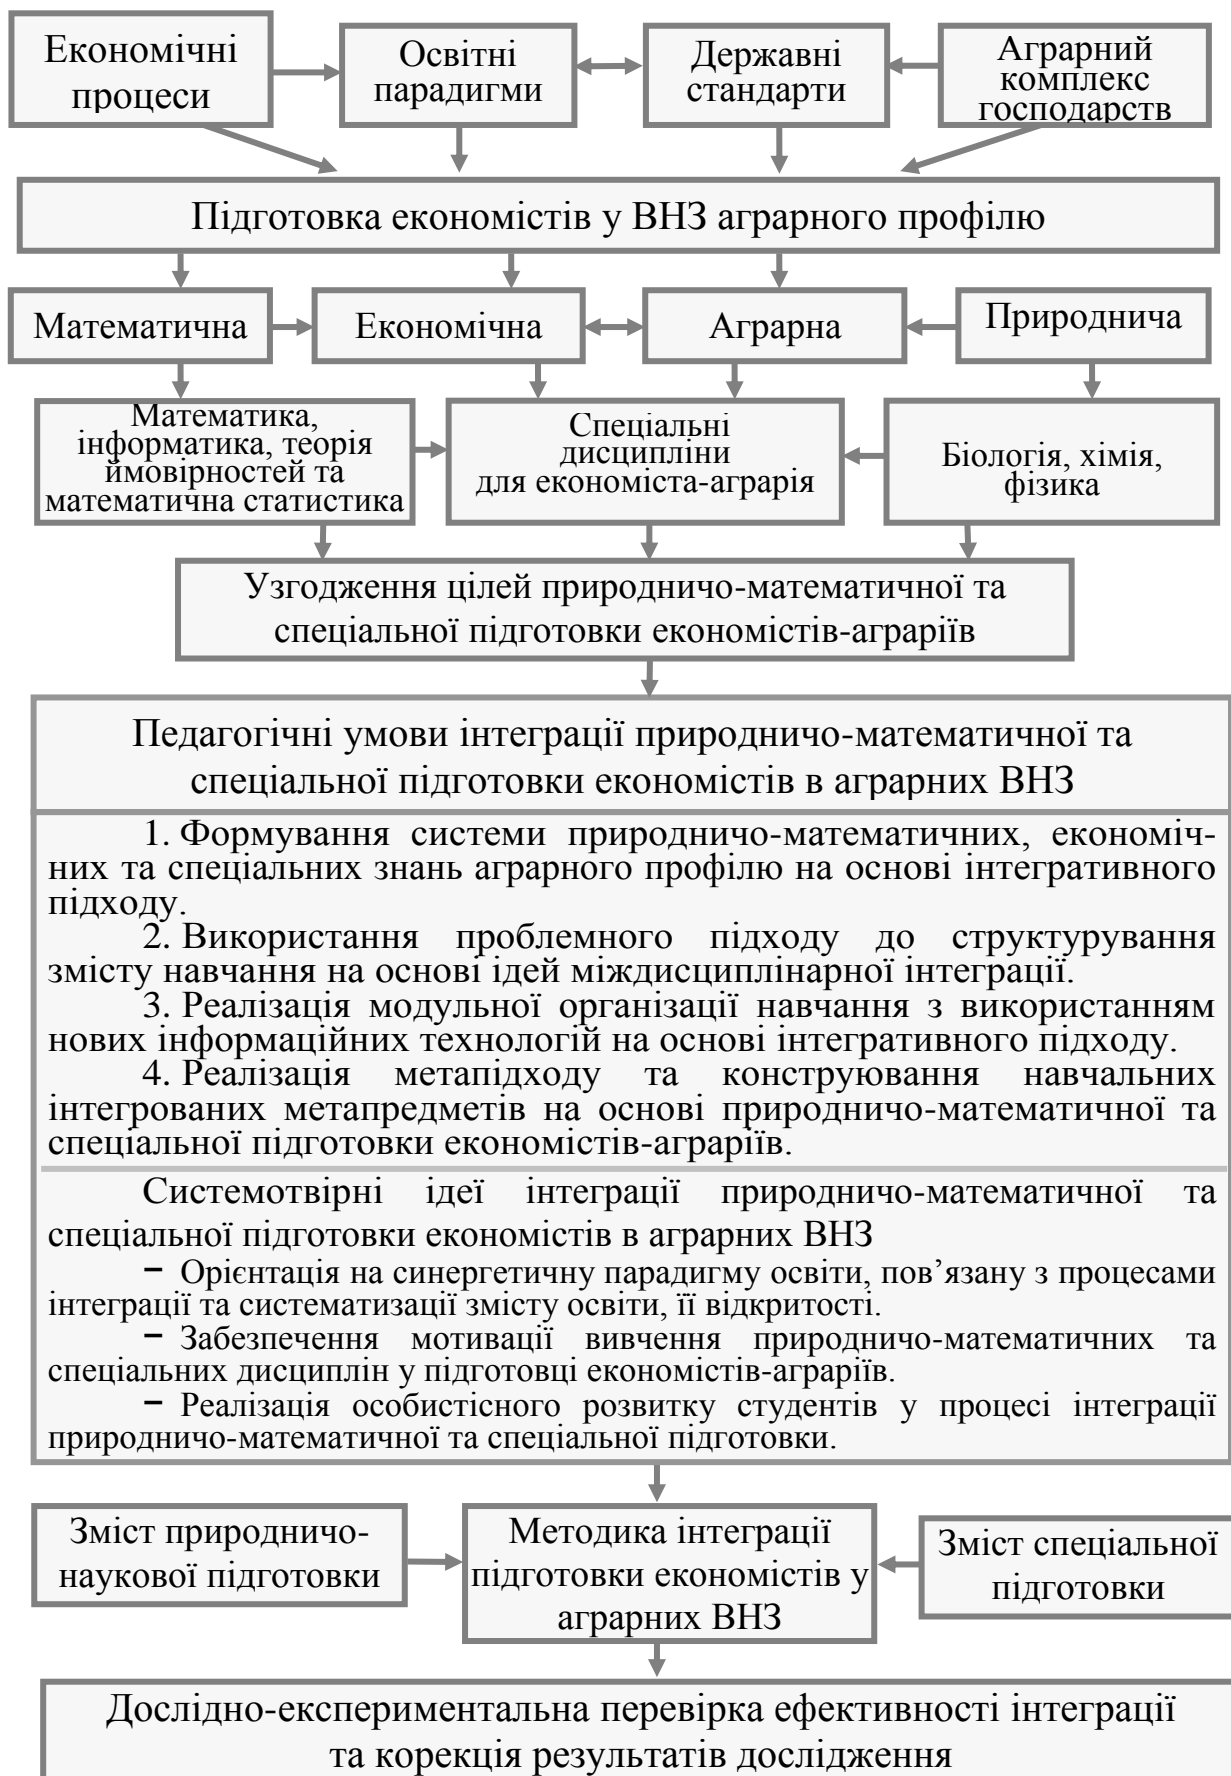 Економічні
процеси
Освітні
парадигми
Державні
стандарти
Аграрний
комплекс
господарств
Підготовка економістів у ВНЗ аграрного профілю
Математична
Економічна
Аграрна
Природнича
Математика,
інформатика, теорія
ймовірностей та
математична статистика
Спеціальні
дисципліни
для економіста-аграрія
Біологія, хімія,
фізика
Узгодження цілей природничо-математичної та
спеціальної підготовки економістів-аграріїв
Педагогічні умови інтеграції природничо-математичної та
спеціальної підготовки економістів в аграрних ВНЗ
1. Формування системи природничо-математичних, економіч-
них та спеціальних знань аграрного профілю на основі інтегративного
підходу.
2. Використання проблемного підходу до структурування
змісту навчання на основі ідей міждисциплінарної інтеграції.
3. Реалізація модульної організації навчання з використанням
нових інформаційних технологій на основі інтегративного підходу.
4. Реалізація метапідходу та конструювання навчальних
інтегрованих метапредметів на основі природничо-математичної та
спеціальної підготовки економістів-аграріїв.
Системотвірні ідеї інтеграції природничо-математичної та
спеціальної підготовки економістів в аграрних ВНЗ
− Орієнтація на синергетичну парадигму освіти, пов’язану з процесами
інтеграції та систематизації змісту освіти, її відкритості.
− Забезпечення мотивації вивчення природничо-математичних та
спеціальних дисциплін у підготовці економістів-аграріїв.
− Реалізація особистісного розвитку студентів у процесі інтеграції
природничо-математичної та спеціальної підготовки.
Зміст природничо-
наукової підготовки
Методика інтеграції
підготовки економістів у
аграрних ВНЗ
Зміст спеціальної
підготовки
Дослідно-експериментальна перевірка ефективності інтеграції
та корекція результатів дослідження